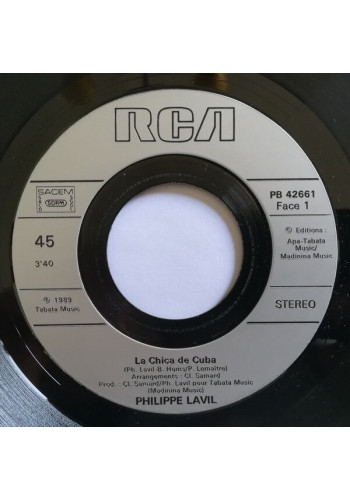 RCA
SACEM
SDRM
PB 42661
Face 1
45
3'40
℗ Editions :
Apa-Tabata
Music/
Madinina Music
℗ 1989
Tabata Music
STEREO
La Chica de Cuba
(Ph. Lavil-B. Homs/P. Lemaitre)
Arrangements : Cl. Samard
Prod. : Cl. Samard/Ph. Lavil pour Tabata Music
(Madinina Music)
PHILIPPE LAVIL